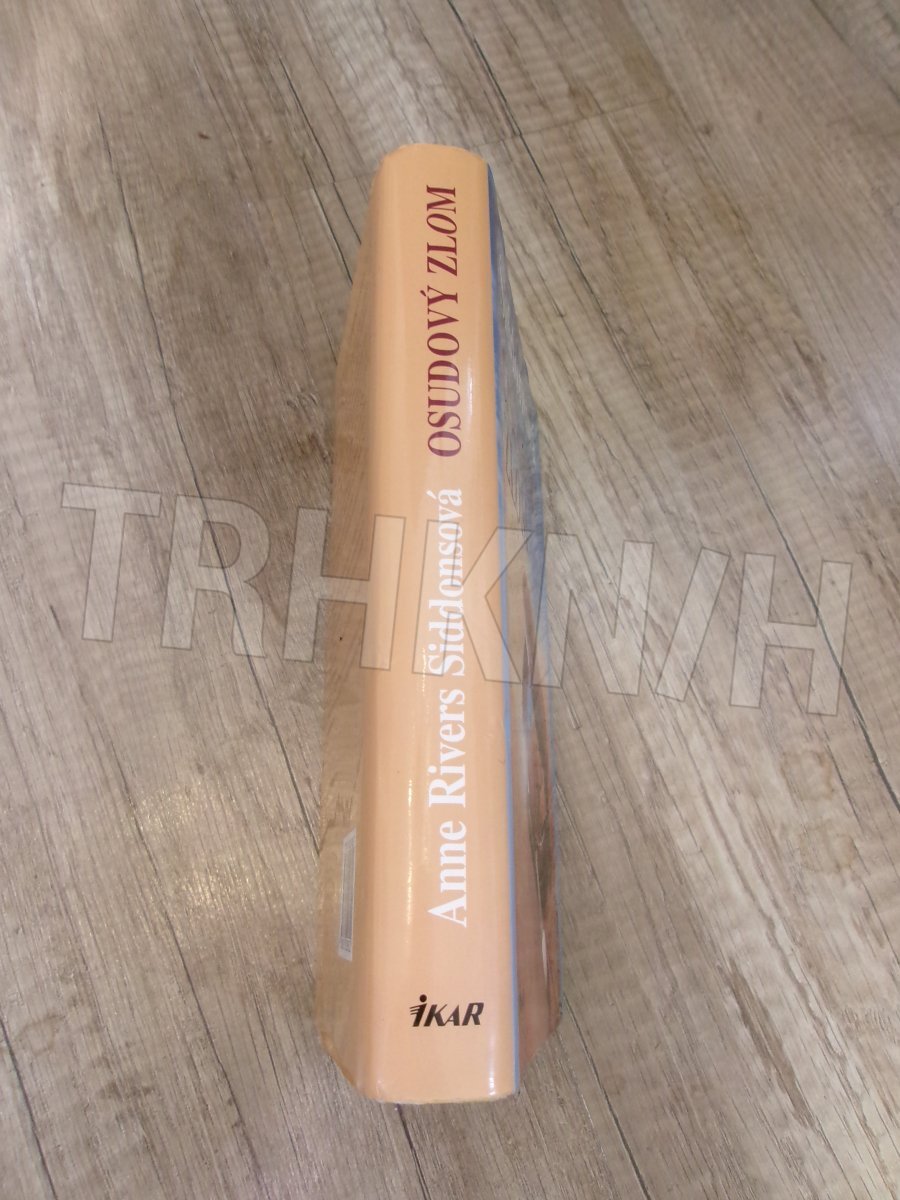 Anne Rivers Siddonsová OSUDOVÝ ZLOM
IKAR
TRHKNIH